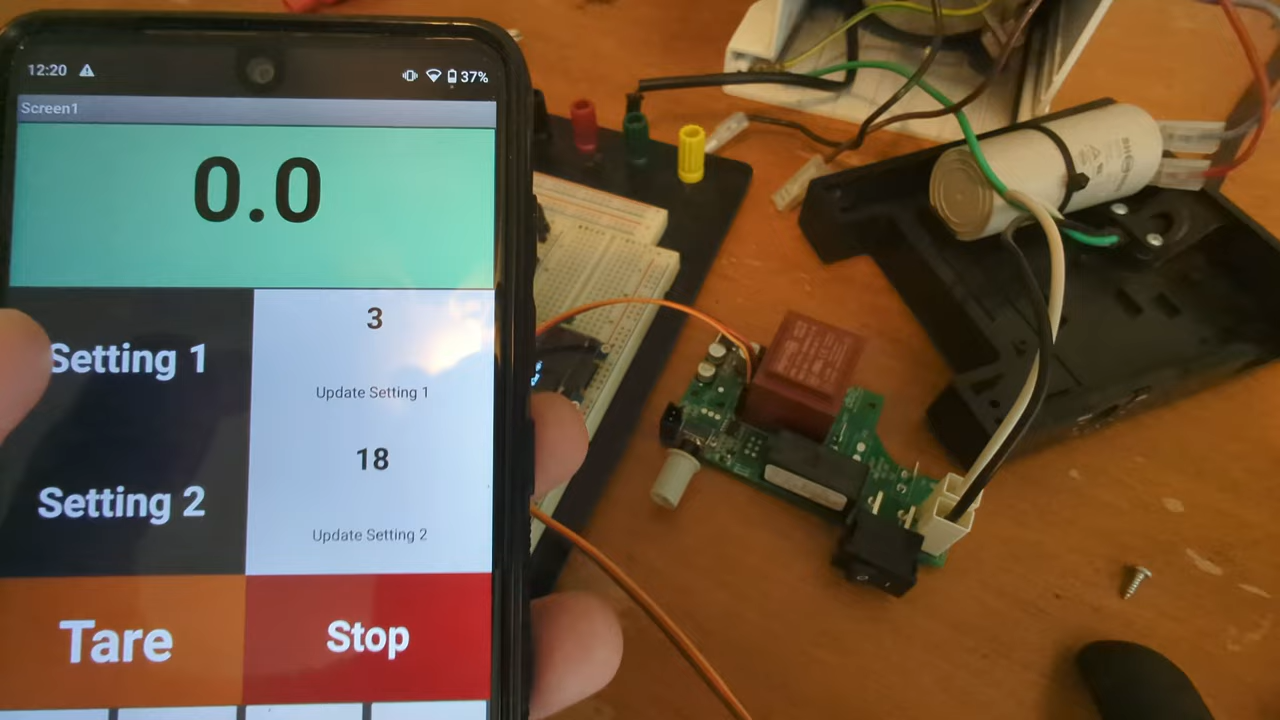 12:20 37%
Screen1
0.0
Setting 1
3
Update Setting 1
Setting 2
18
Update Setting 2
Tare
Stop